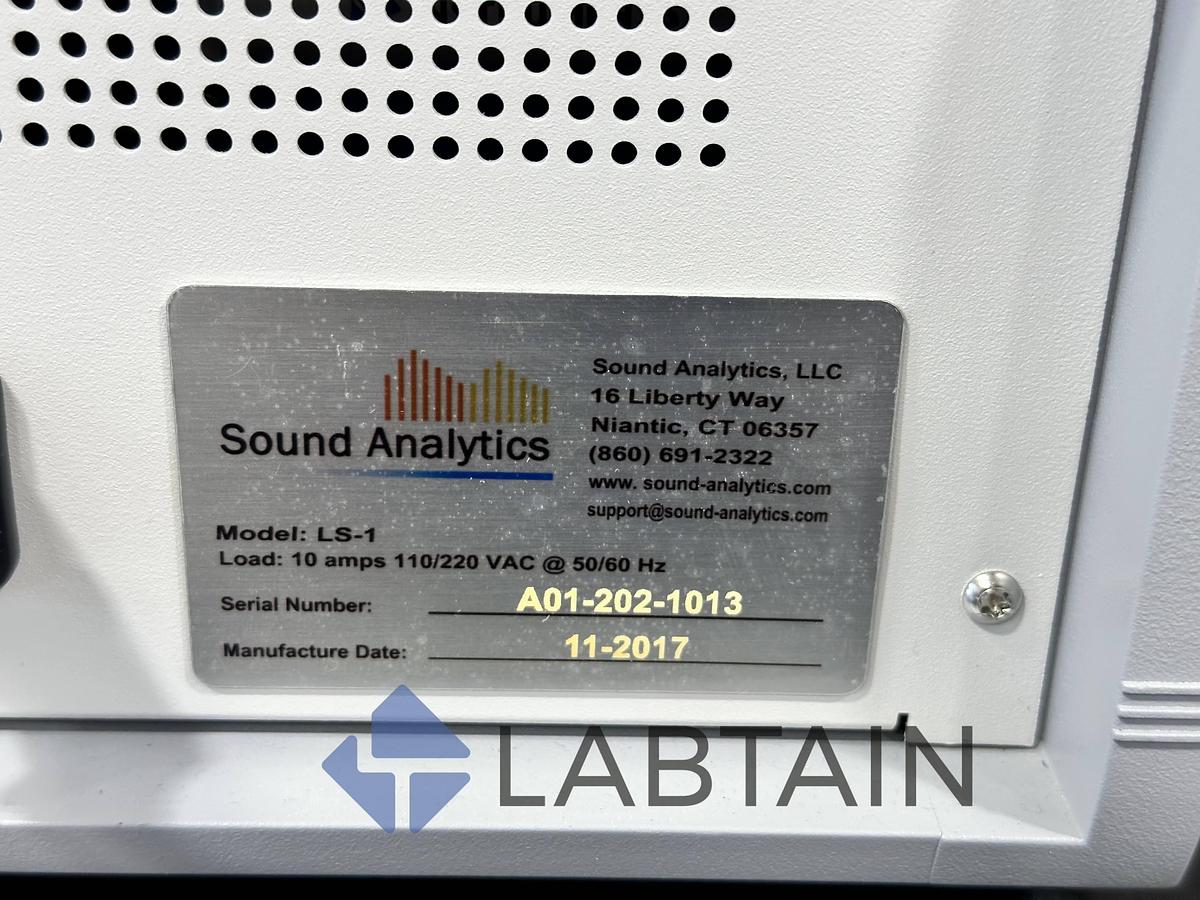 Sound Analytics
Sound Analytics, LLC
16 Liberty Way
Niantic, CT 06357
(860) 691-2322
www. sound-analytics.com
support@sound-analytics.com
Model: LS-1
Load: 10 amps 110/220 VAC @ 50/60 Hz
Serial Number: A01-202-1013
Manufacture Date: 11-2017
LABTAIN